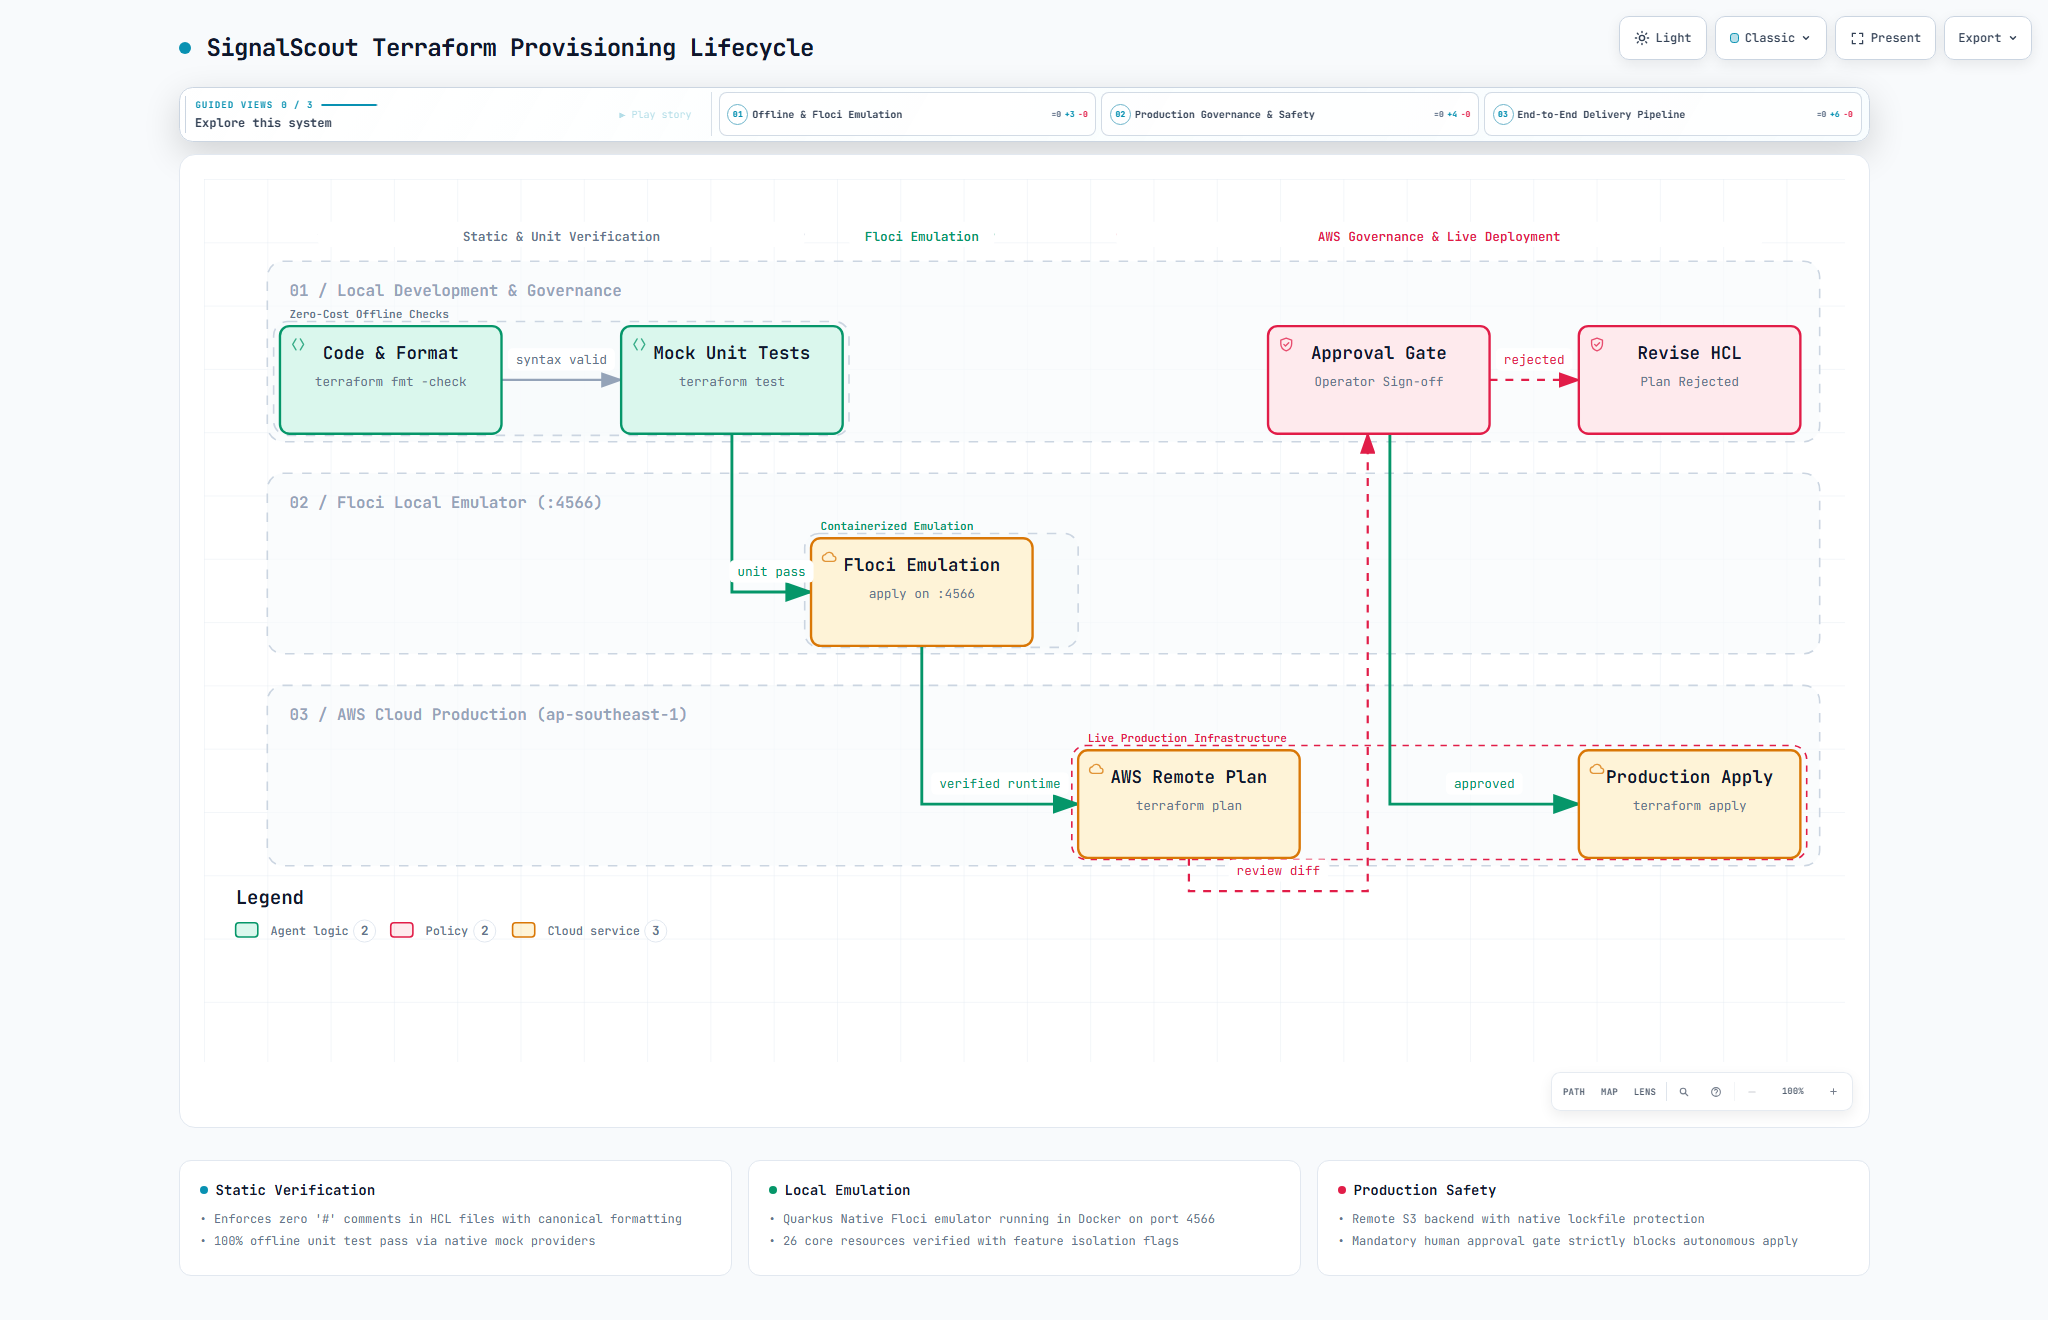 SignalScout Terraform Provisioning Lifecycle
Light
Classic
Present
Export
GUIDED VIEWS 0 / 3
Explore this system
▶ Play story
01 Offline & Floci Emulation =0 +3 -0
02 Production Governance & Safety =0 +4 -0
03 End-to-End Delivery Pipeline =0 +6 -0
Static & Unit Verification
Floci Emulation
AWS Governance & Live Deployment
01 / Local Development & Governance
Zero-Cost Offline Checks
Code & Format
terraform fmt -check
syntax valid
Mock Unit Tests
terraform test
Approval Gate
Operator Sign-off
rejected
Revise HCL
Plan Rejected
02 / Floci Local Emulator (:4566)
Containerized Emulation
unit pass
Floci Emulation
apply on :4566
03 / AWS Cloud Production (ap-southeast-1)
Live Production Infrastructure
verified runtime
AWS Remote Plan
terraform plan
approved
Production Apply
terraform apply
review diff
Legend
Agent logic 2
Policy 2
Cloud service 3
PATH
MAP
LENS
− 100% +
Static Verification
• Enforces zero '#' comments in HCL files with canonical formatting
• 100% offline unit test pass via native mock providers
Local Emulation
• Quarkus Native Floci emulator running in Docker on port 4566
• 26 core resources verified with feature isolation flags
Production Safety
• Remote S3 backend with native lockfile protection
• Mandatory human approval gate strictly blocks autonomous apply